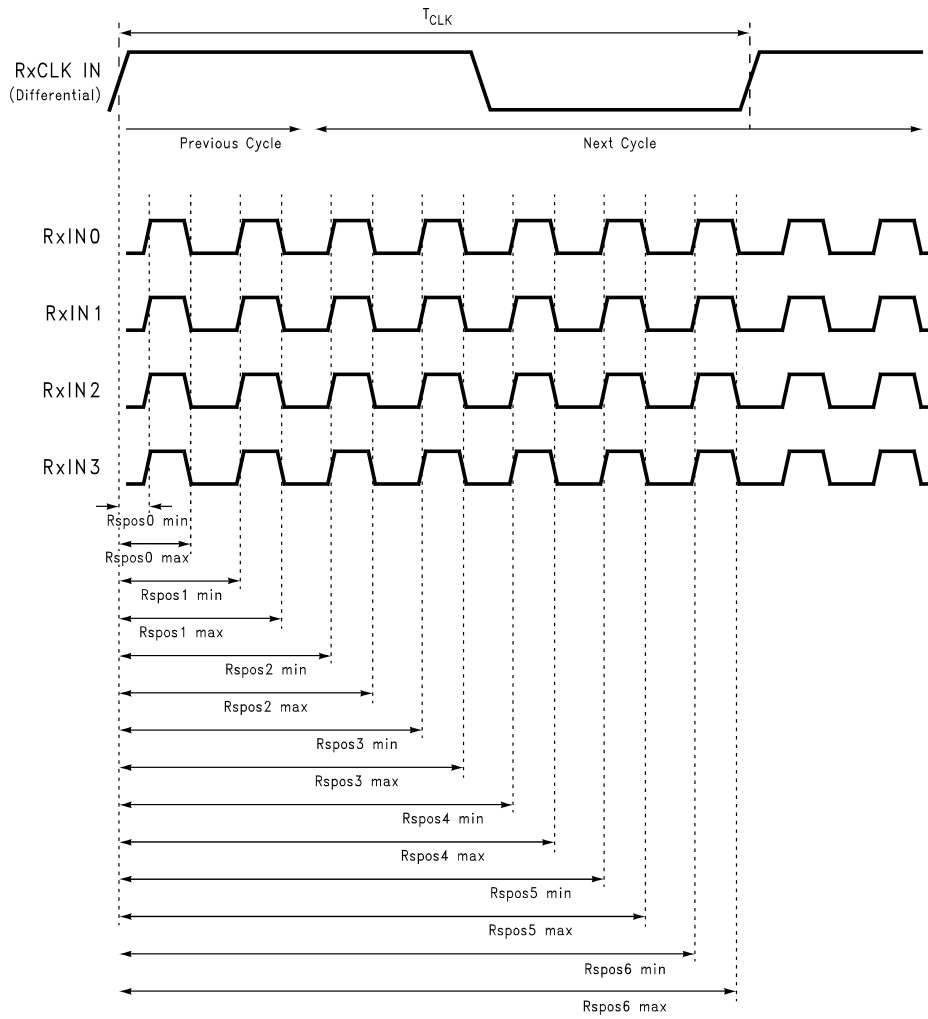 T_CLK
RxCLK IN
(Differential)
Previous Cycle
Next Cycle
RxIN0
RxIN1
RxIN2
RxIN3
Rspos0 min
Rspos0 max
Rspos1 min
Rspos1 max
Rspos2 min
Rspos2 max
Rspos3 min
Rspos3 max
Rspos4 min
Rspos4 max
Rspos5 min
Rspos5 max
Rspos6 min
Rspos6 max